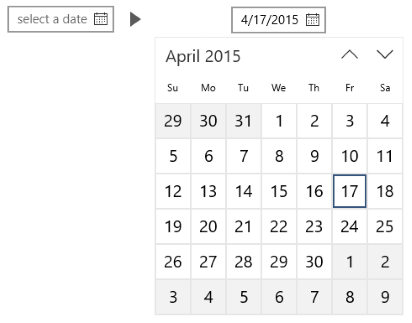 select a date
4/17/2015
April 2015
Su Mo Tu We Th Fr Sa
29 30 31 1 2 3 4
5 6 7 8 9 10 11
12 13 14 15 16 17 18
19 20 21 22 23 24 25
26 27 28 29 30 1 2
3 4 5 6 7 8 9